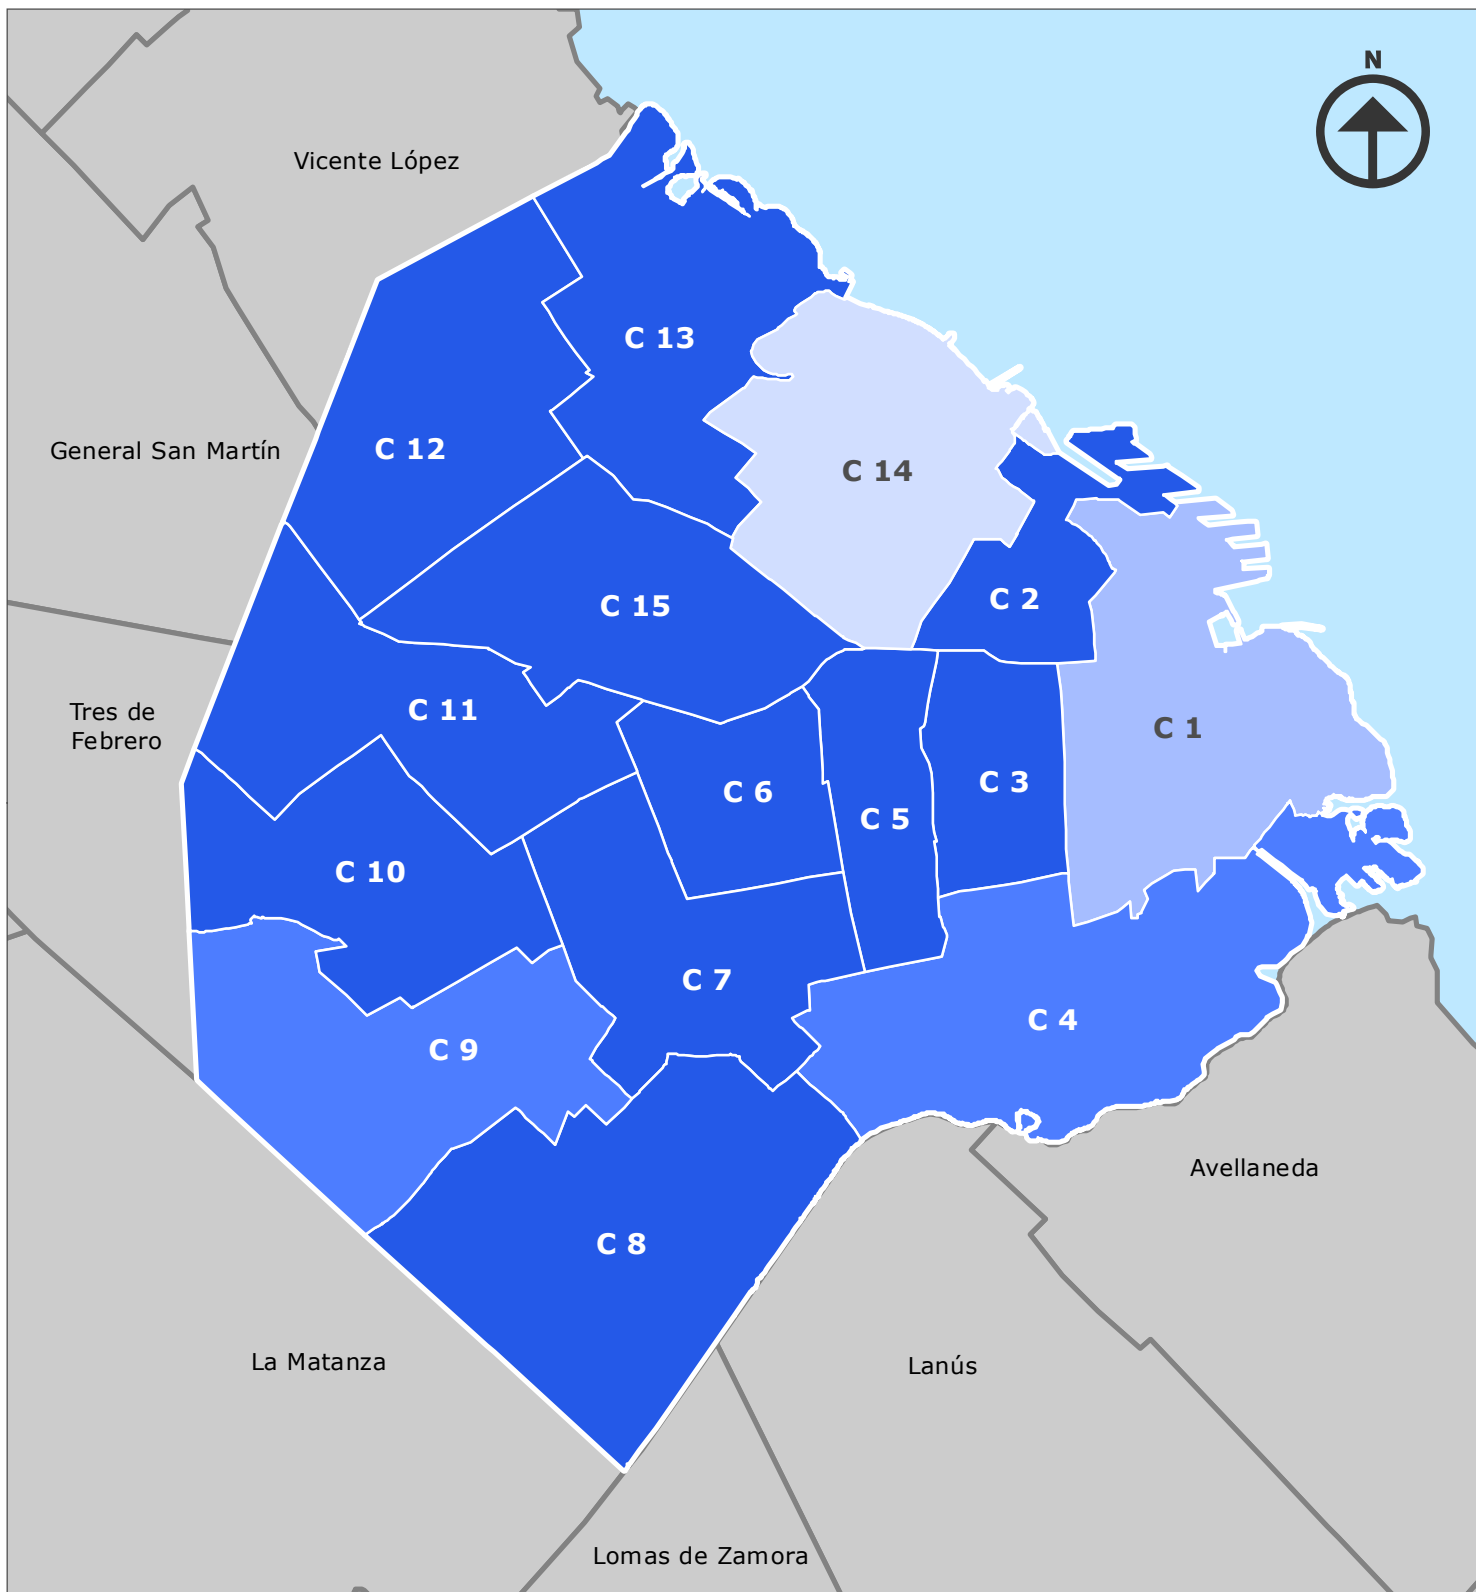 N
Vicente López
C 13
General San Martín
C 12
C 14
C 2
C 15
C 11
Tres de
Febrero
C 1
C 6
C 3
C 5
C 10
C 7
C 4
C 9
Avellaneda
C 8
La Matanza
Lanús
Lomas de Zamora